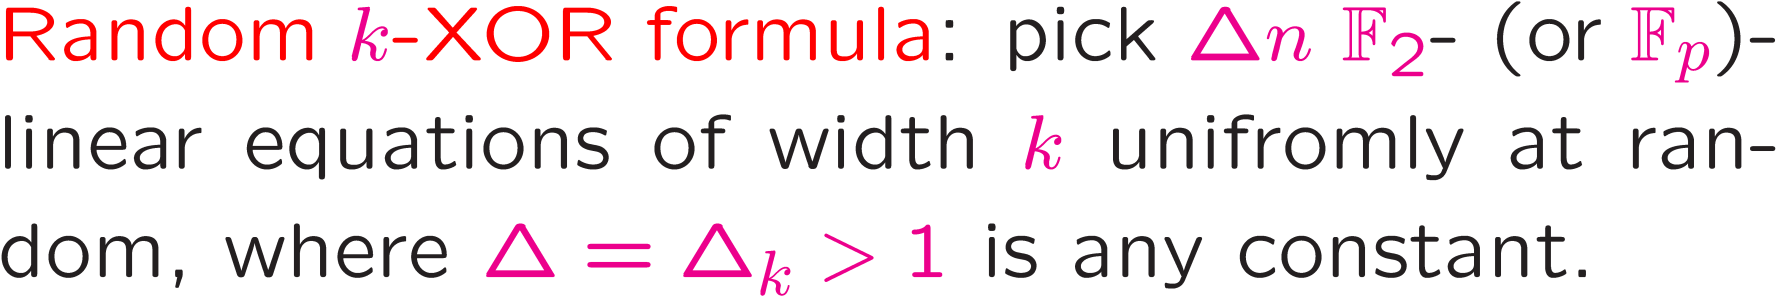 Random k-XOR formula: pick Δn 𝔽₂- (or 𝔽ₚ)-
linear equations of width k unifromly at ran-
dom, where Δ = Δₖ > 1 is any constant.